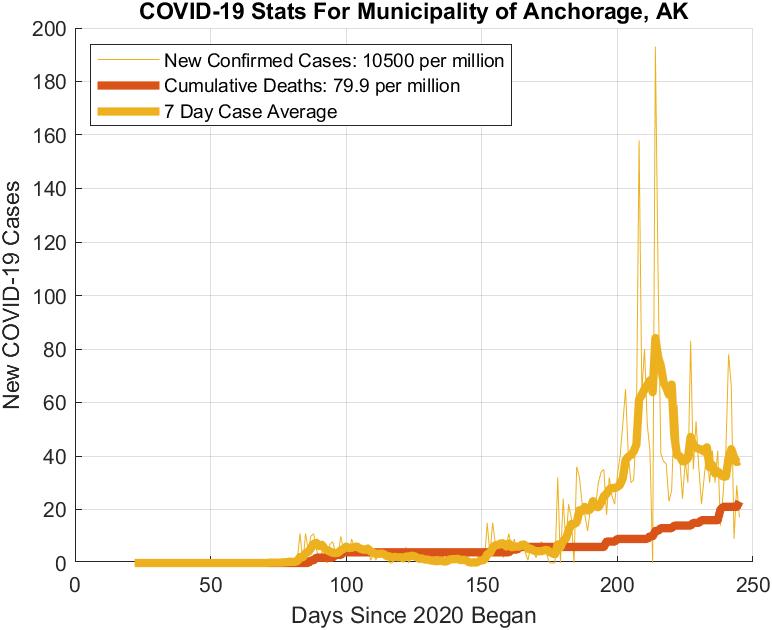 COVID-19 Stats For Municipality of Anchorage, AK
New Confirmed Cases: 10500 per million
Cumulative Deaths: 79.9 per million
7 Day Case Average
New COVID-19 Cases
200
180
160
140
120
100
80
60
40
20
0
0 50 100 150 200 250
Days Since 2020 Began